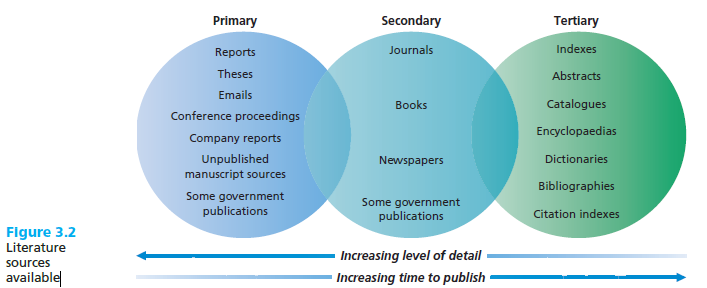 Primary
Secondary
Tertiary
Reports
Theses
Emails
Conference proceedings
Company reports
Unpublished
manuscript sources
Some government
publications
Journals
Books
Newspapers
Some government
publications
Indexes
Abstracts
Catalogues
Encyclopaedias
Dictionaries
Bibliographies
Citation indexes
Figure 3.2
Literature
sources
available
Increasing level of detail
Increasing time to publish